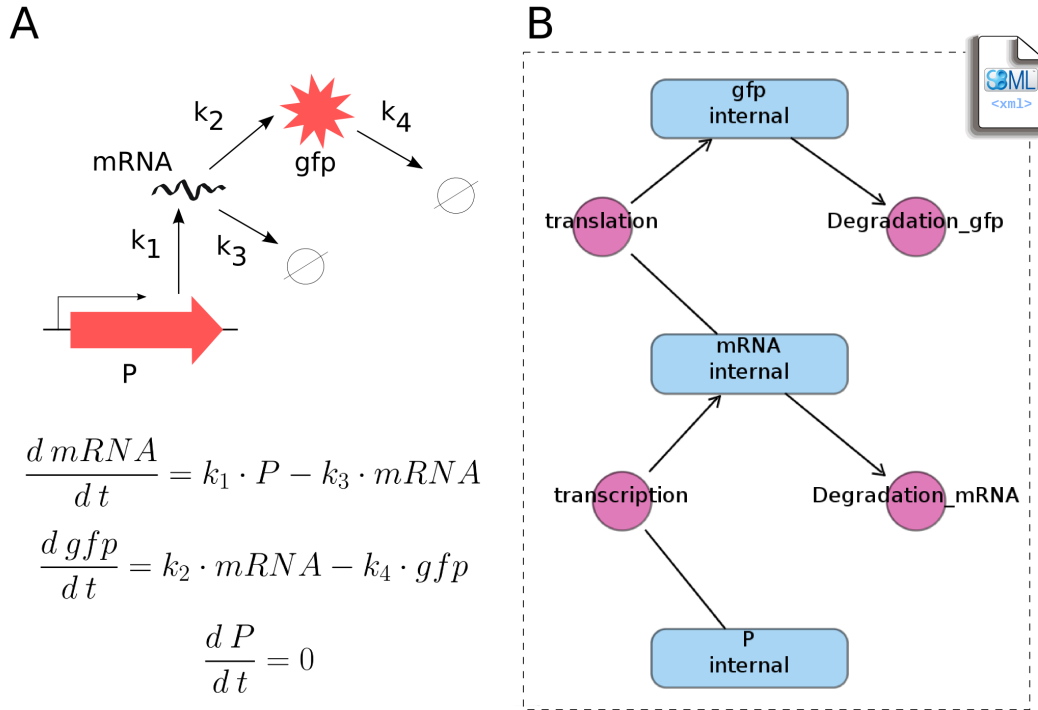 A
k2
k4
mRNA
gfp
k1
k3
P
d mRNA / d t = k1 · P − k3 · mRNA
d gfp / d t = k2 · mRNA − k4 · gfp
d P / d t = 0
B
SBML
<xml>
gfp
internal
translation
Degradation_gfp
mRNA
internal
transcription
Degradation_mRNA
P
internal